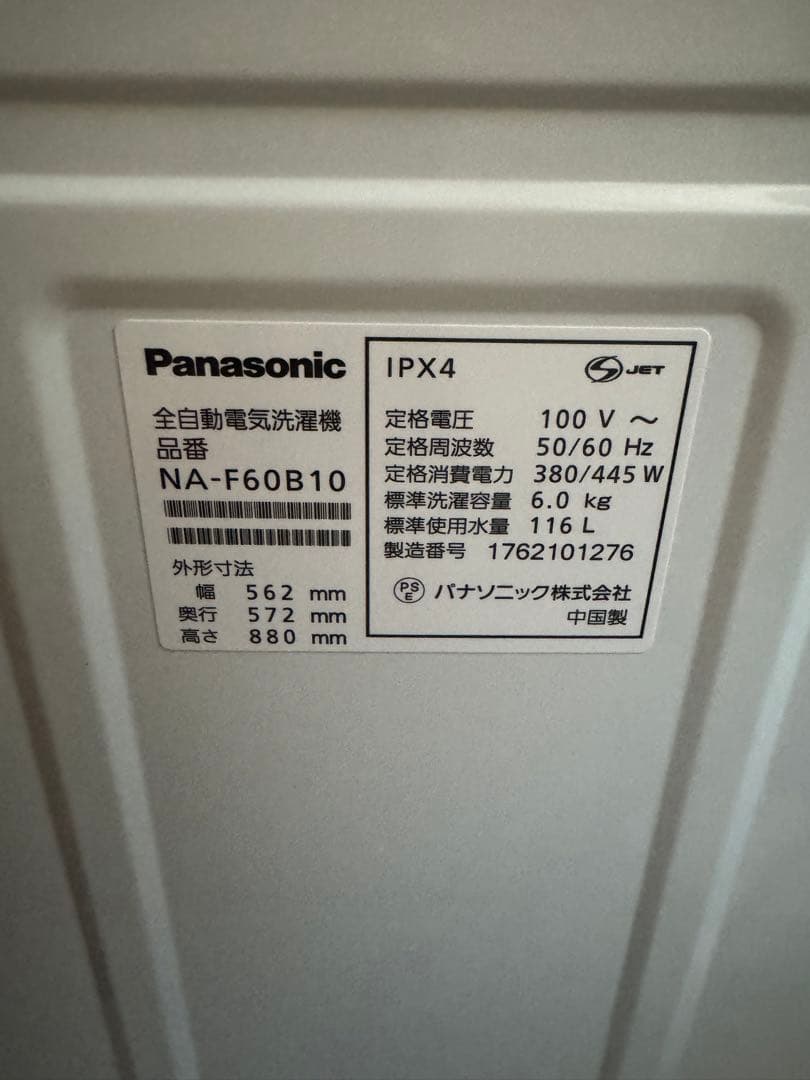 Panasonic
全自動電気洗濯機
品番
NA-F60B10
外形寸法
幅 562 mm
奥行 572 mm
高さ 880 mm
IPX4
S JET
定格電圧 100 V ～
定格周波数 50/60 Hz
定格消費電力 380/445 W
標準洗濯容量 6.0 kg
標準使用水量 116 L
製造番号 1762101276
PSE パナソニック株式会社
中国製